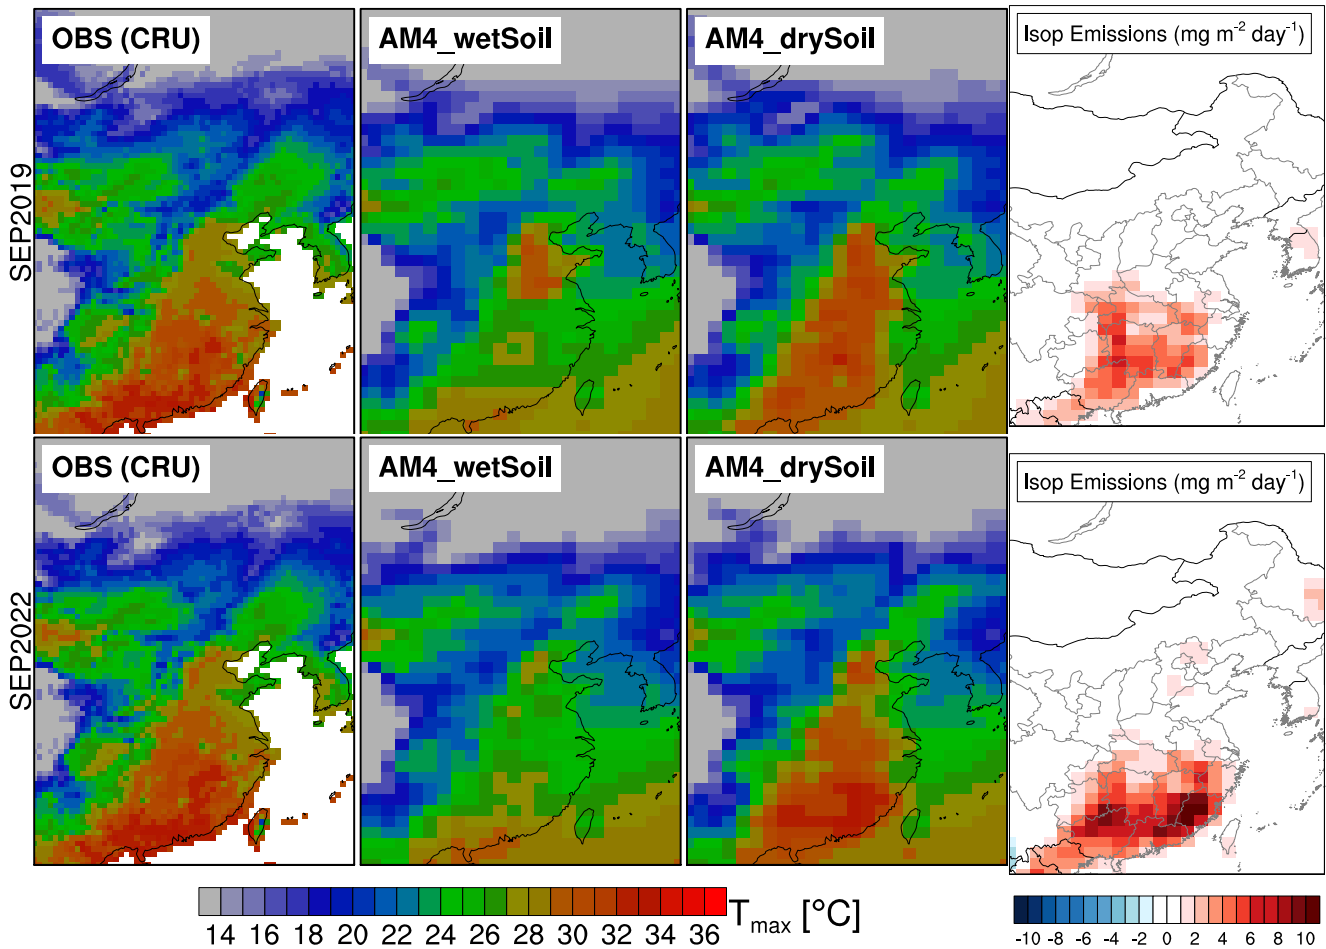 OBS (CRU)
AM4_wetSoil
AM4_drySoil
Isop Emissions (mg m⁻² day⁻¹)
SEP2019
OBS (CRU)
AM4_wetSoil
AM4_drySoil
Isop Emissions (mg m⁻² day⁻¹)
SEP2022
14 16 18 20 22 24 26 28 30 32 34 36
Tmax [°C]
-10 -8 -6 -4 -2 0 2 4 6 8 10